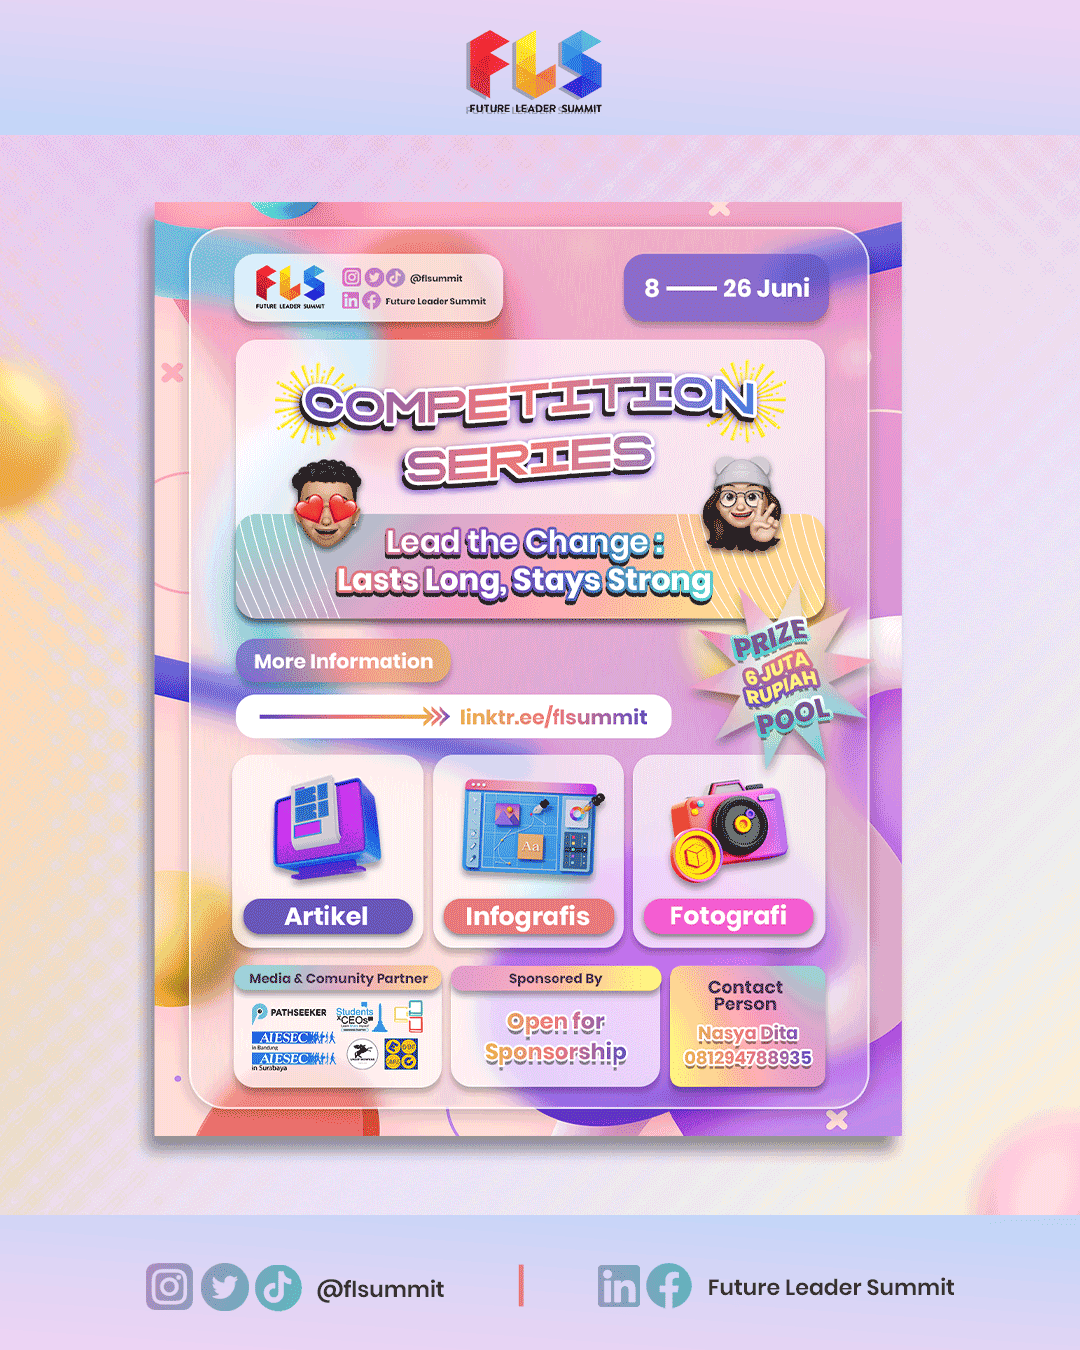 FLS
FUTURE LEADER SUMMIT
FLS
FUTURE LEADER SUMMIT
@flsummit
Future Leader Summit
8 — 26 Juni
COMPETITION
SERIES
Lead the Change :
Lasts Long, Stays Strong
More Information
linktr.ee/flsummit
PRIZE
6 JUTA
RUPIAH
POOL
Aa
Artikel
Infografis
Fotografi
Media & Comunity Partner
PATHSEEKER
Students
xCEOs
AIESEC
in Bandung
AIESEC
in Surabaya
Sponsored By
Open for
Sponsorship
Contact
Person
Nasya Dita
081294788935
@flsummit
Future Leader Summit